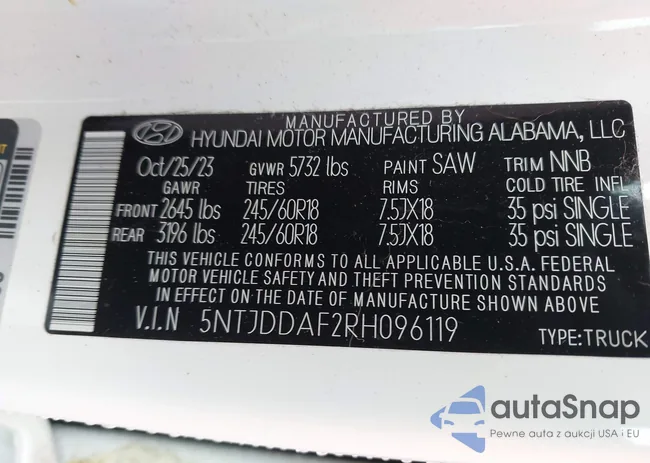 MANUFACTURED BY
HYUNDAI MOTOR MANUFACTURING ALABAMA, LLC
Oct/25/23 GVWR 5732 lbs PAINT SAW TRIM NNB
GAWR TIRES RIMS COLD TIRE INFL
FRONT 2645 lbs 245/60R18 7.5JX18 35 psi SINGLE
REAR 3196 lbs 245/60R18 7.5JX18 35 psi SINGLE
THIS VEHICLE CONFORMS TO ALL APPLICABLE U.S.A. FEDERAL
MOTOR VEHICLE SAFETY AND THEFT PREVENTION STANDARDS
IN EFFECT ON THE DATE OF MANUFACTURE SHOWN ABOVE.
V.I.N 5NTJDDAF2RH096119 TYPE:TRUCK
autaSnap
Pewne auta z aukcji USA i EU